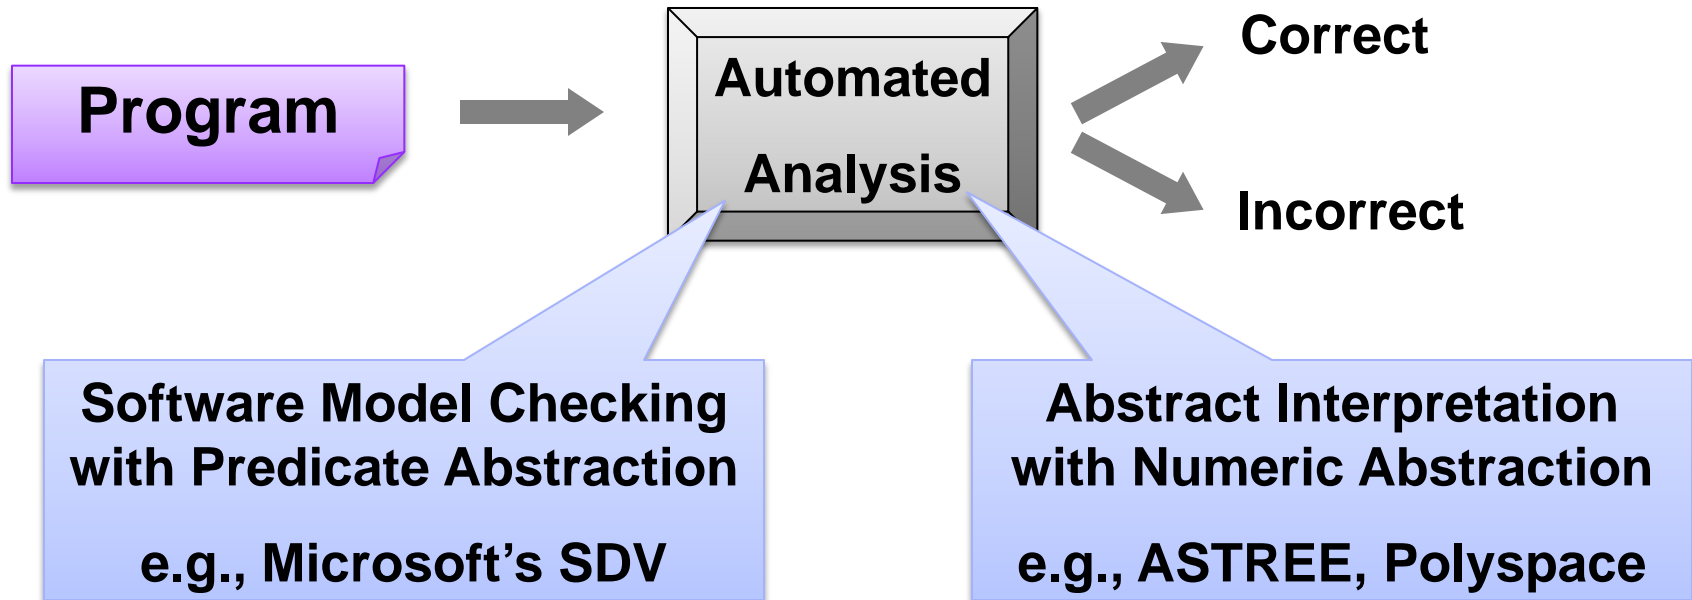 Program
Automated
Analysis
Correct
Incorrect
Software Model Checking
with Predicate Abstraction
e.g., Microsoft’s SDV
Abstract Interpretation
with Numeric Abstraction
e.g., ASTREE, Polyspace